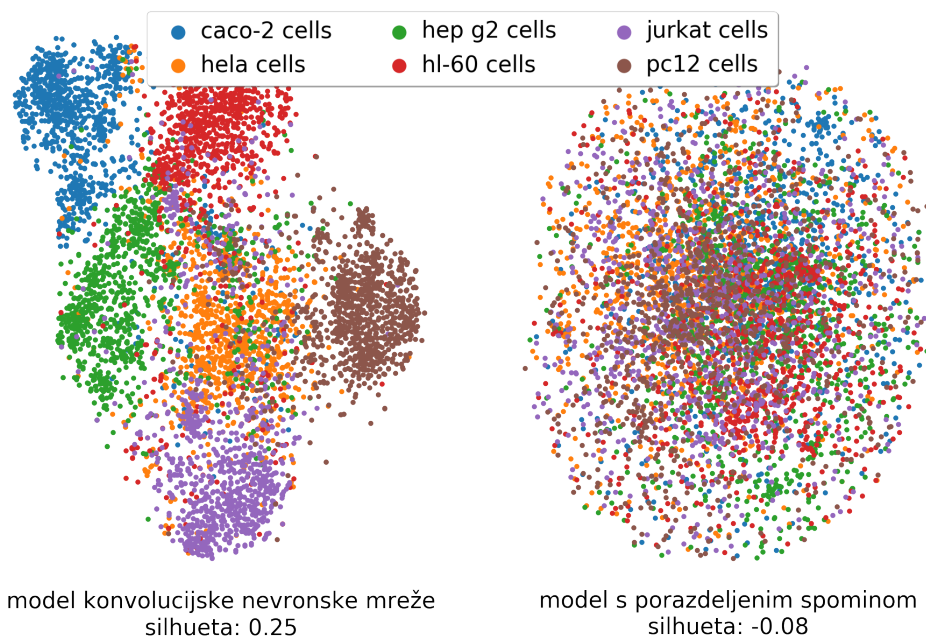 caco-2 cells hep g2 cells jurkat cells
hela cells hl-60 cells pc12 cells
model konvolucijske nevronske mreže
silhueta: 0.25
model s porazdeljenim spominom
silhueta: -0.08